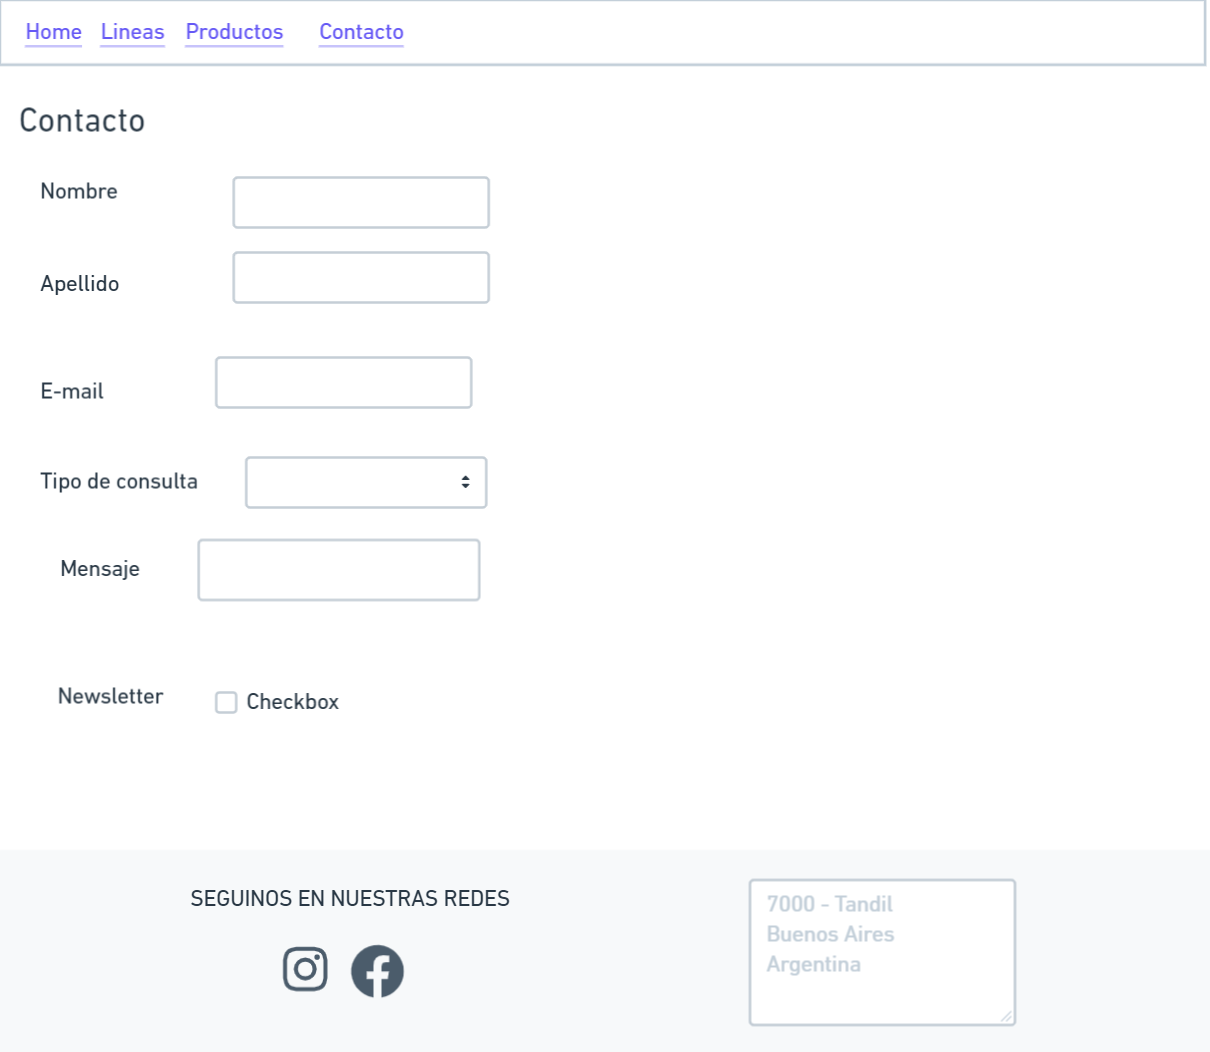 Home Lineas Productos Contacto
Contacto
Nombre
Apellido
E-mail
Tipo de consulta
Mensaje
Newsletter Checkbox
SEGUINOS EN NUESTRAS REDES
7000 - Tandil
Buenos Aires
Argentina